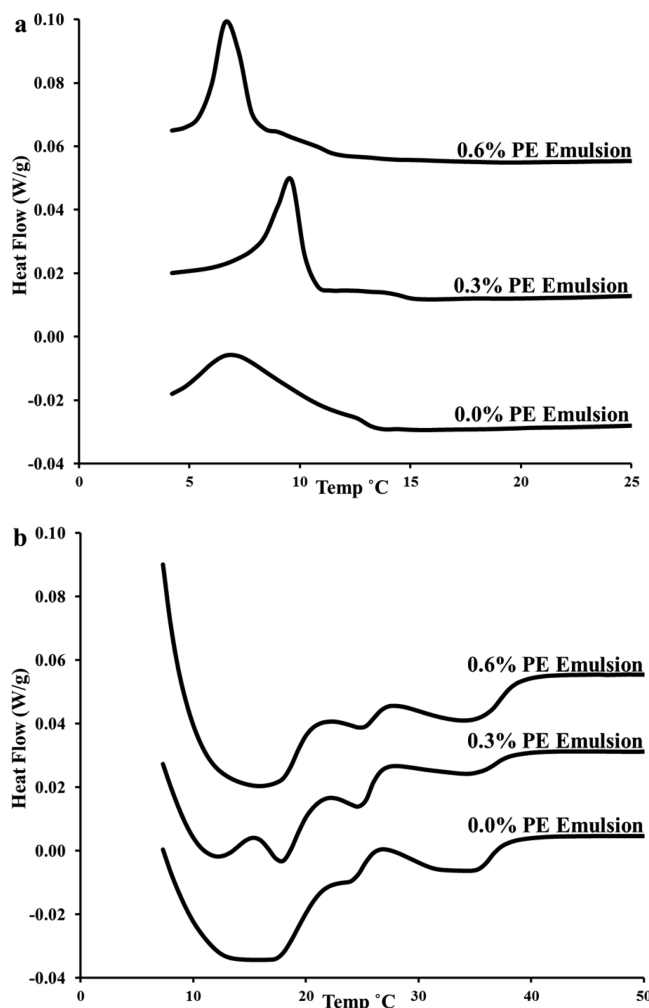 a
0.10
0.08
0.06
0.04
0.02
0.00
-0.02
-0.04
Heat Flow (W/g)
0.6% PE Emulsion
0.3% PE Emulsion
0.0% PE Emulsion
0
5
10
15
20
25
Temp ˚C
b
0.10
0.08
0.06
0.04
0.02
0.00
-0.02
-0.04
Heat Flow (W/g)
0.6% PE Emulsion
0.3% PE Emulsion
0.0% PE Emulsion
0
10
20
30
40
50
Temp ˚C